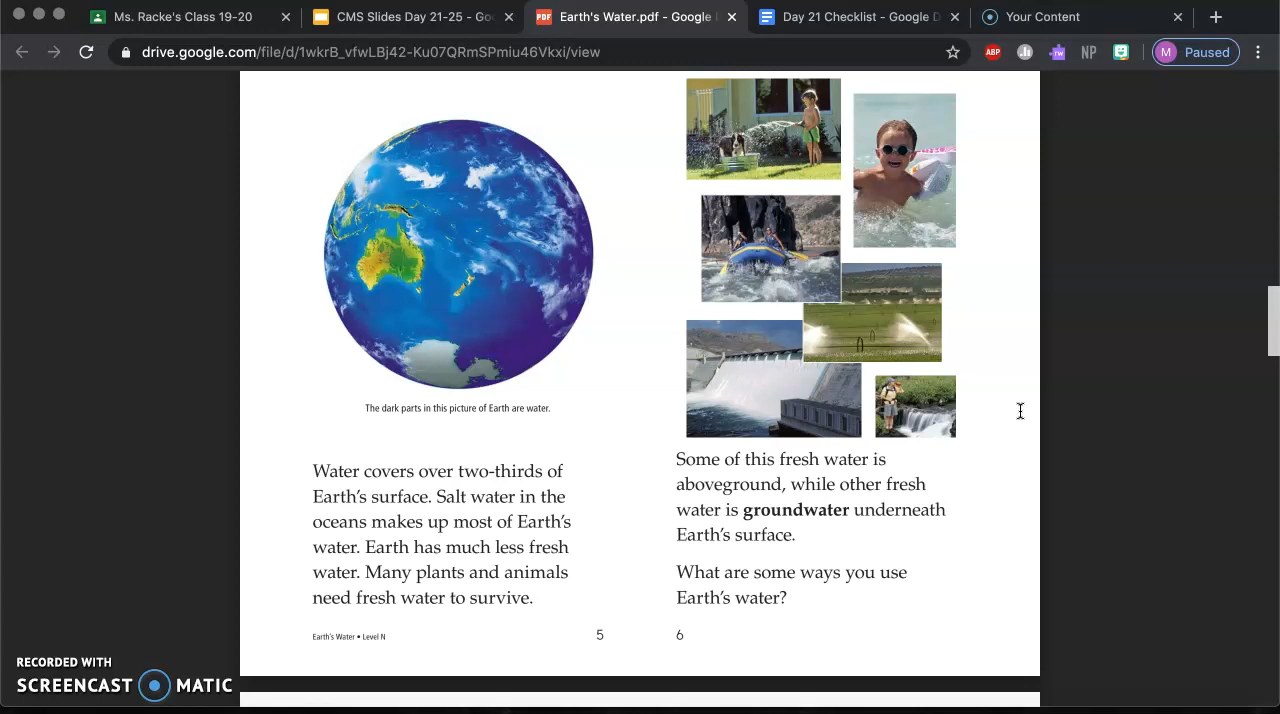 Ms. Racke's Class 19-20
CMS Slides Day 21-25 - Go
PDF Earth's Water.pdf - Google
Day 21 Checklist - Google D
Your Content
drive.google.com/file/d/1wkrB_vfwLBj42-Ku07QRmSPmiu46Vkxi/view
ABP
rw
NP
M Paused
The dark parts in this picture of Earth are water.
Water covers over two-thirds of
Earth's surface. Salt water in the
oceans makes up most of Earth's
water. Earth has much less fresh
water. Many plants and animals
need fresh water to survive.
Earth's Water • Level N
5
Some of this fresh water is
aboveground, while other fresh
water is groundwater underneath
Earth's surface.
What are some ways you use
Earth's water?
6
RECORDED WITH
SCREENCAST MATIC